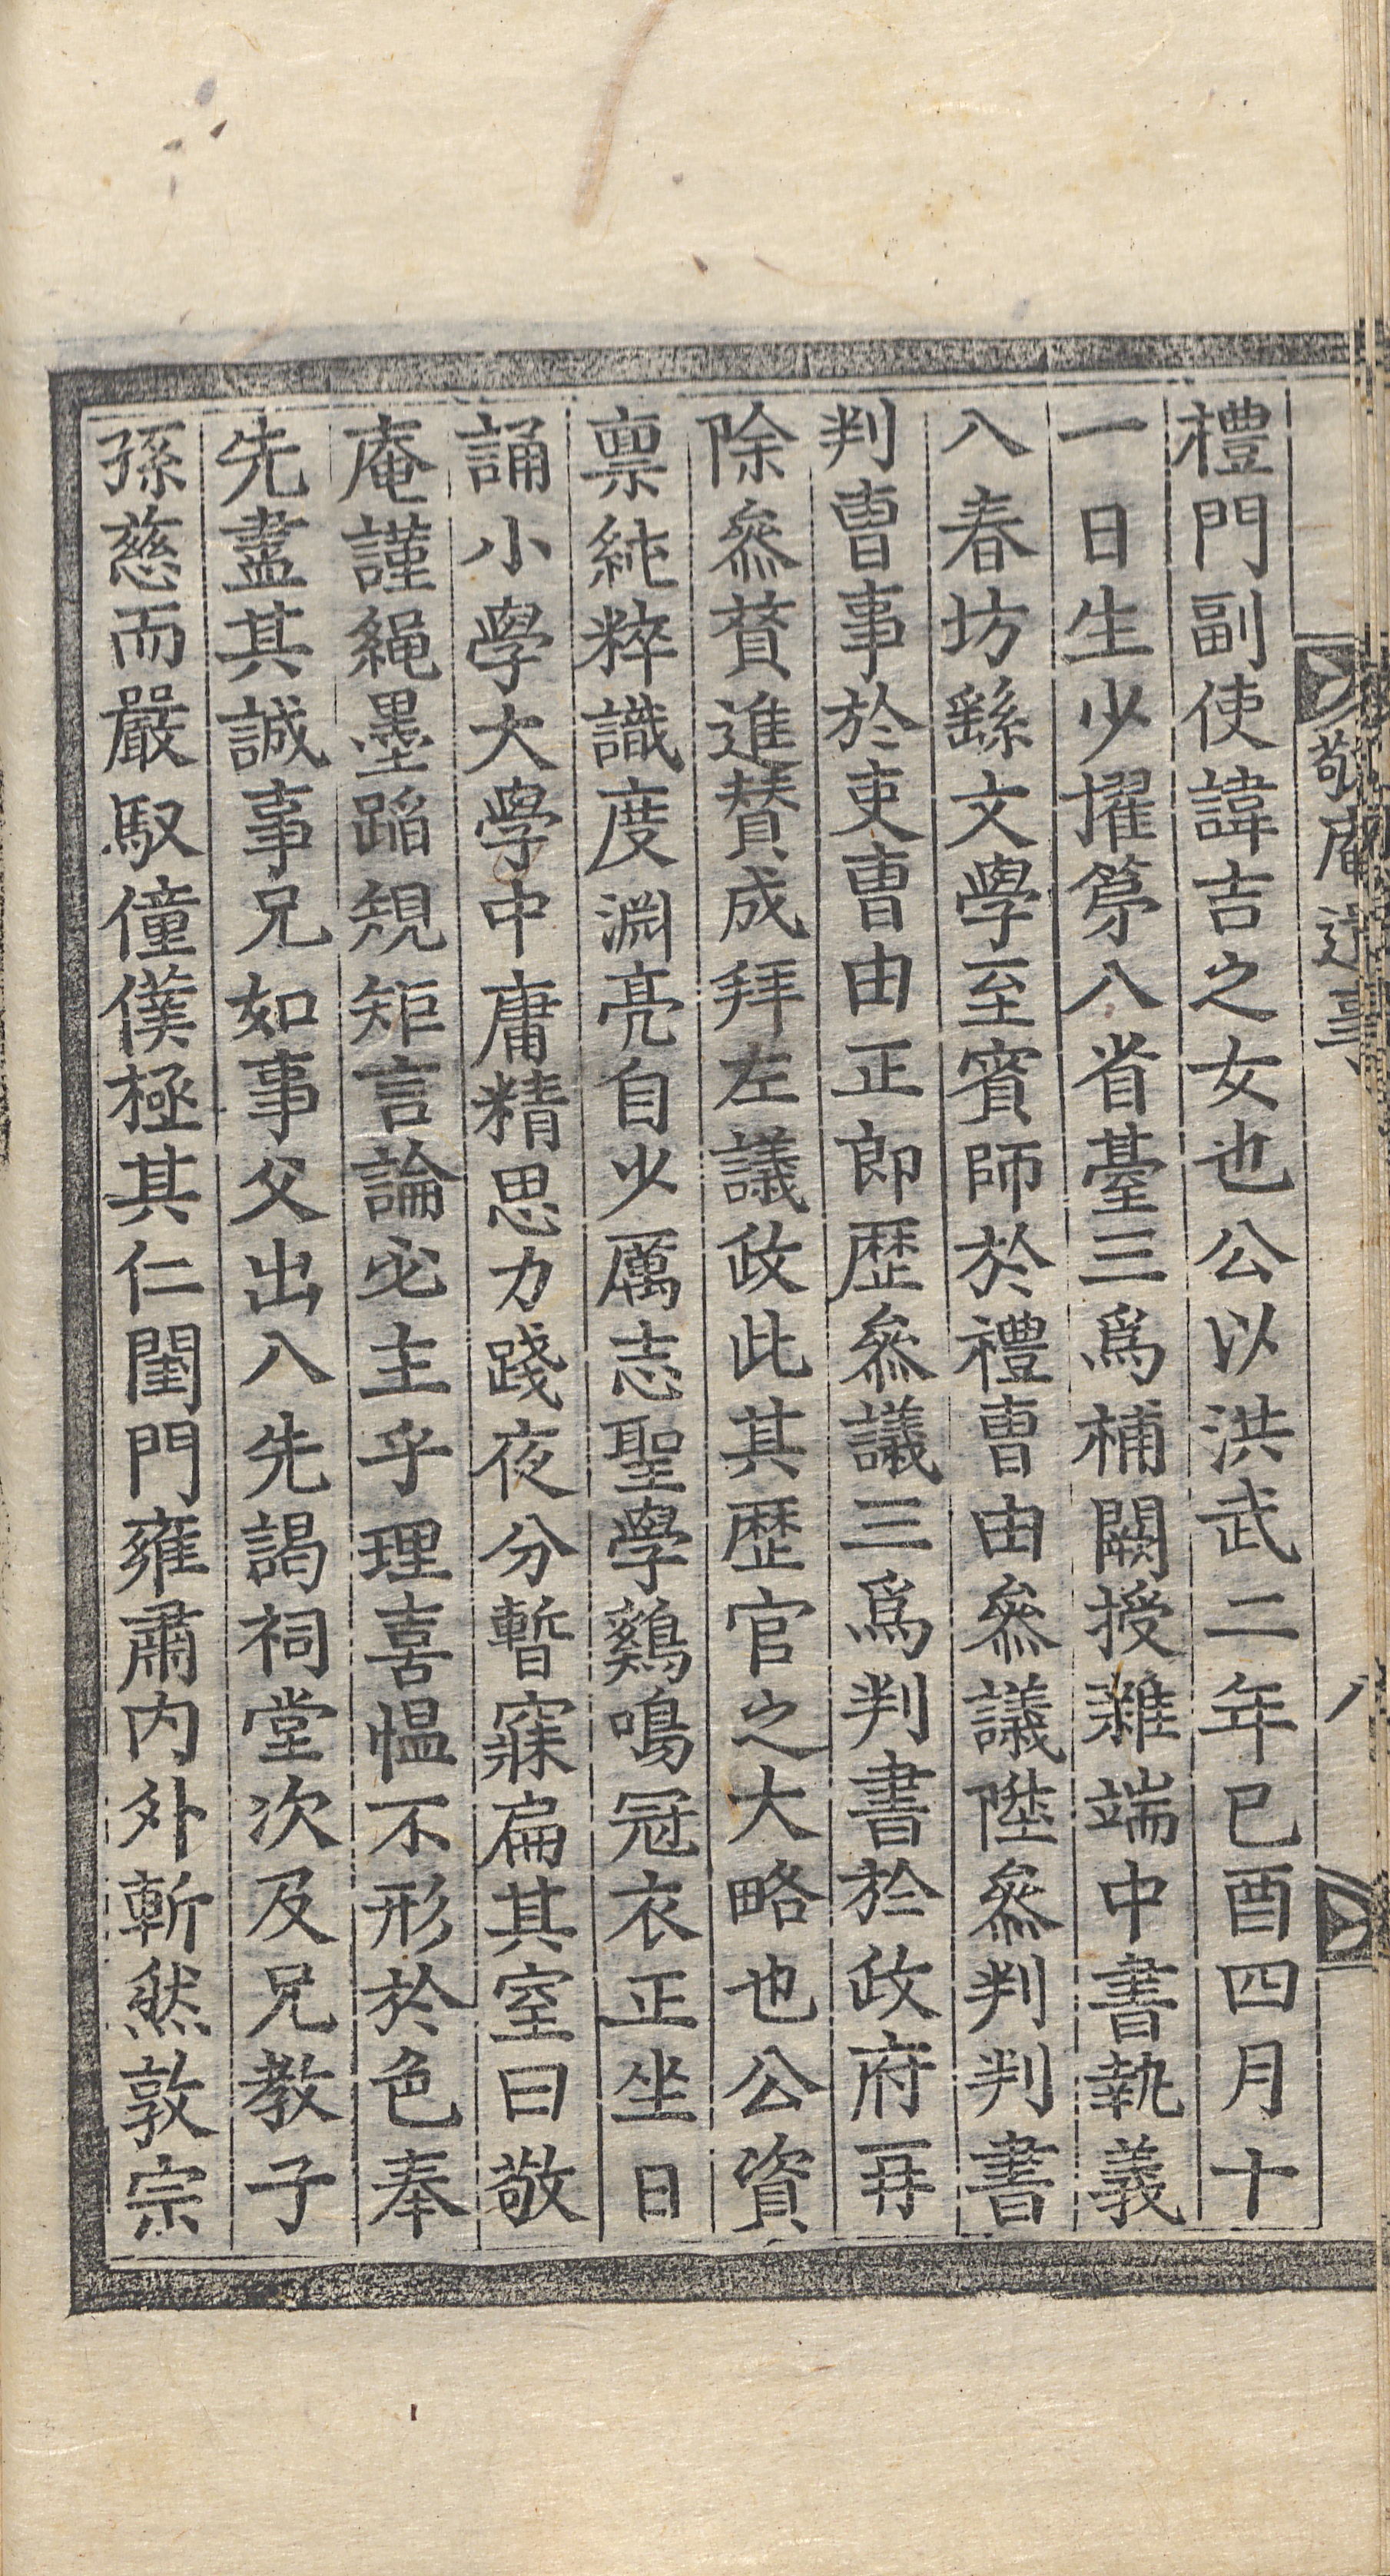 敬庵遺事
八
禮門副使諱吉之女也公以洪武二年己酉四月十
一日生少擢第入省臺三爲補闕授雜端中書執義
入春坊繇文學至賓師於禮曹由參議陞參判判書
判曹事於吏曹由正郎歷參議三爲判書於政府再
除參贊進贊成拜左議政此其歷官之大略也公資
禀純粹識度淵亮自少厲志聖學鷄鳴冠衣正坐日
誦小學大學中庸精思力踐夜分暫寐扁其室曰敬
庵謹繩墨蹈規矩言論必主乎理喜慍不形於色奉
先盡其誠事兄如事父出入先謁祠堂次及兄教子
孫慈而嚴馭僮僕極其仁閨門雍肅内外斬然敦宗